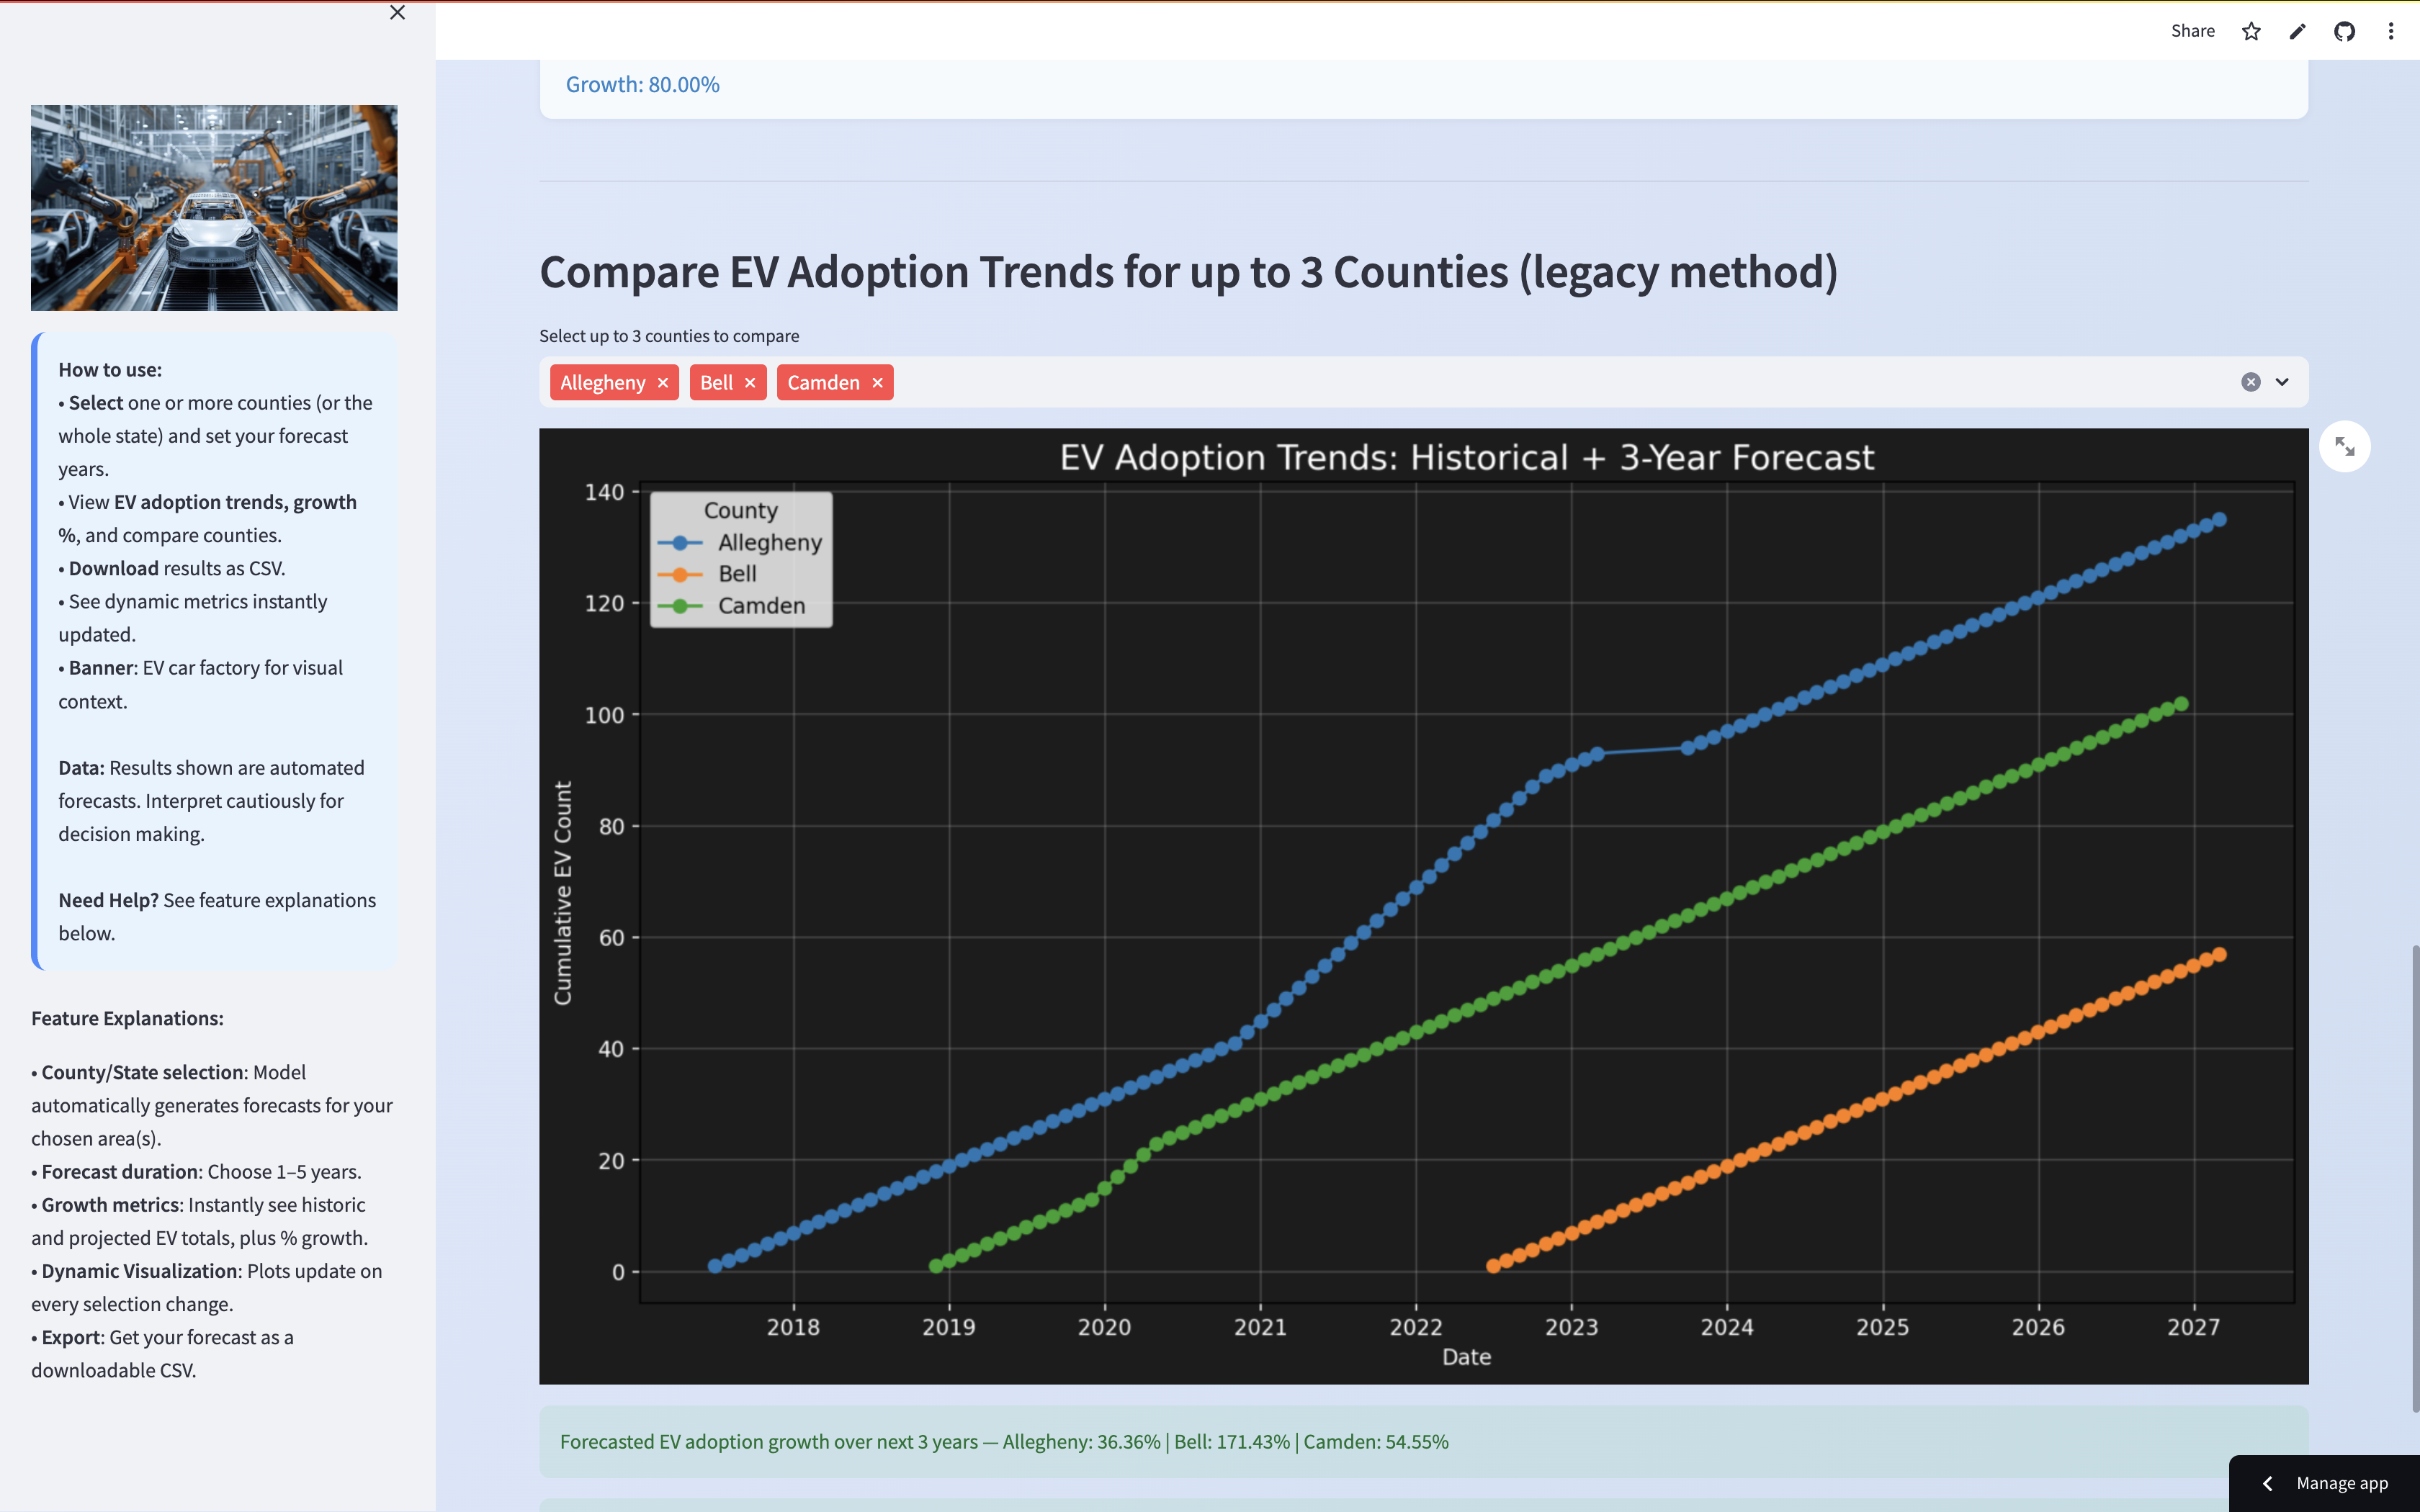 Share
Growth: 80.00%
How to use:
• Select one or more counties (or the
whole state) and set your forecast
years.
• View EV adoption trends, growth
%, and compare counties.
• Download results as CSV.
• See dynamic metrics instantly
updated.
• Banner: EV car factory for visual
context.
Data: Results shown are automated
forecasts. Interpret cautiously for
decision making.
Need Help? See feature explanations
below.
Feature Explanations:
• County/State selection: Model
automatically generates forecasts for your
chosen area(s).
• Forecast duration: Choose 1–5 years.
• Growth metrics: Instantly see historic
and projected EV totals, plus % growth.
• Dynamic Visualization: Plots update on
every selection change.
• Export: Get your forecast as a
downloadable CSV.
Compare EV Adoption Trends for up to 3 Counties (legacy method)
Select up to 3 counties to compare
Allegheny Bell Camden
EV Adoption Trends: Historical + 3-Year Forecast
County
Allegheny
Bell
Camden
Cumulative EV Count
140
120
100
80
60
40
20
0
2018 2019 2020 2021 2022 2023 2024 2025 2026 2027
Date
Forecasted EV adoption growth over next 3 years — Allegheny: 36.36% | Bell: 171.43% | Camden: 54.55%
Manage app